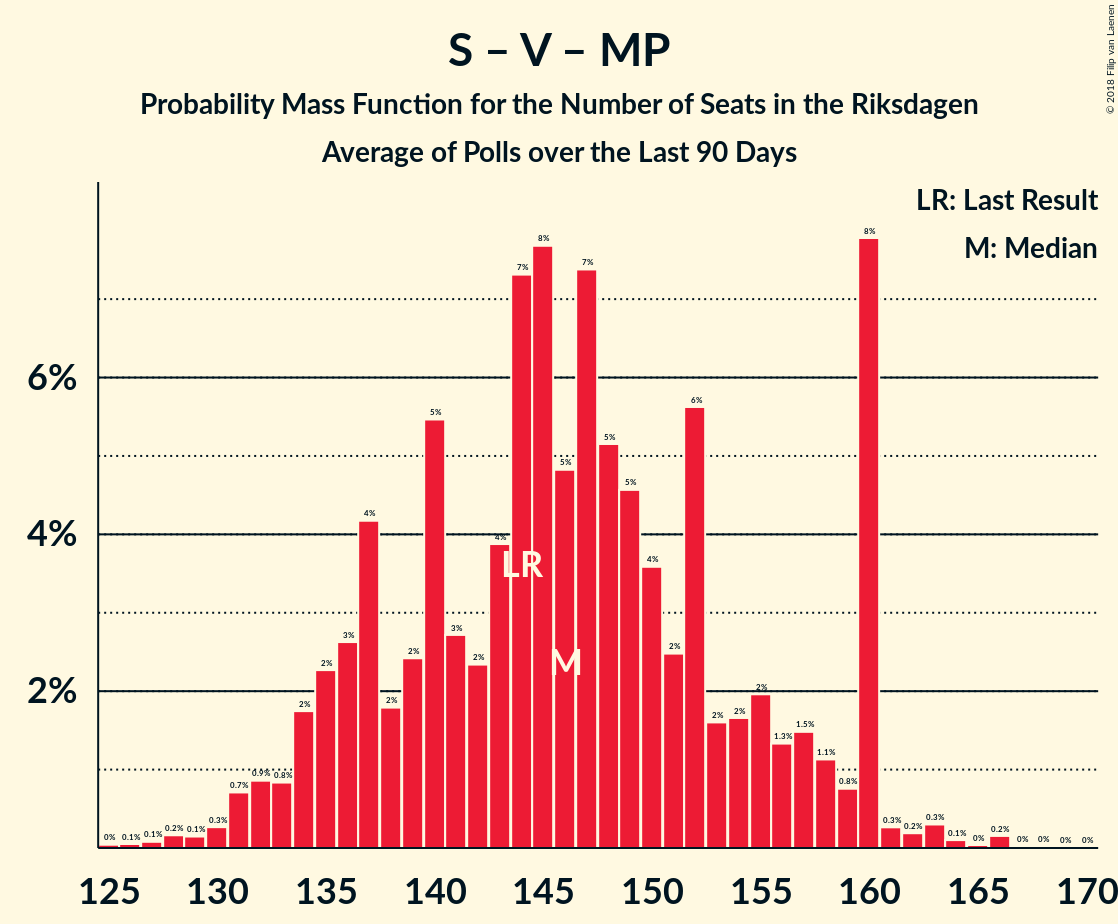 S – V – MP
Probability Mass Function for the Number of Seats in the Riksdagen
Average of Polls over the Last 90 Days
© 2018 Filip van Laenen
LR: Last Result
M: Median
6%
4%
2%
0% 0.1% 0.1% 0.2% 0.1% 0.3% 0.7% 0.9% 0.8% 2% 2% 3% 4% 2% 2% 5% 3% 2% 4% 7% 8% 5% 7% 5% 5% 4% 2% 6% 2% 2% 2% 1.3% 1.5% 1.1% 0.8% 8% 0.3% 0.2% 0.3% 0.1% 0% 0.2% 0% 0% 0% 0%
LR
M
125 130 135 140 145 150 155 160 165 170